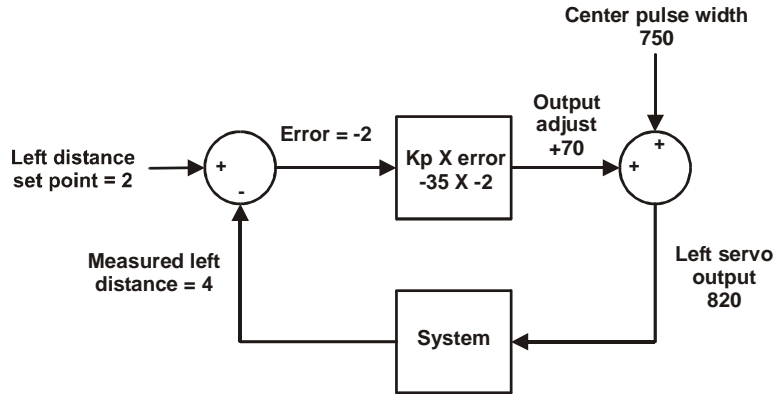 Center pulse width
750
Output
adjust
+70
Error = -2
Kp X error
-35 X -2
Left distance
set point = 2
+
-
+
+
Measured left
distance = 4
Left servo
output
820
System